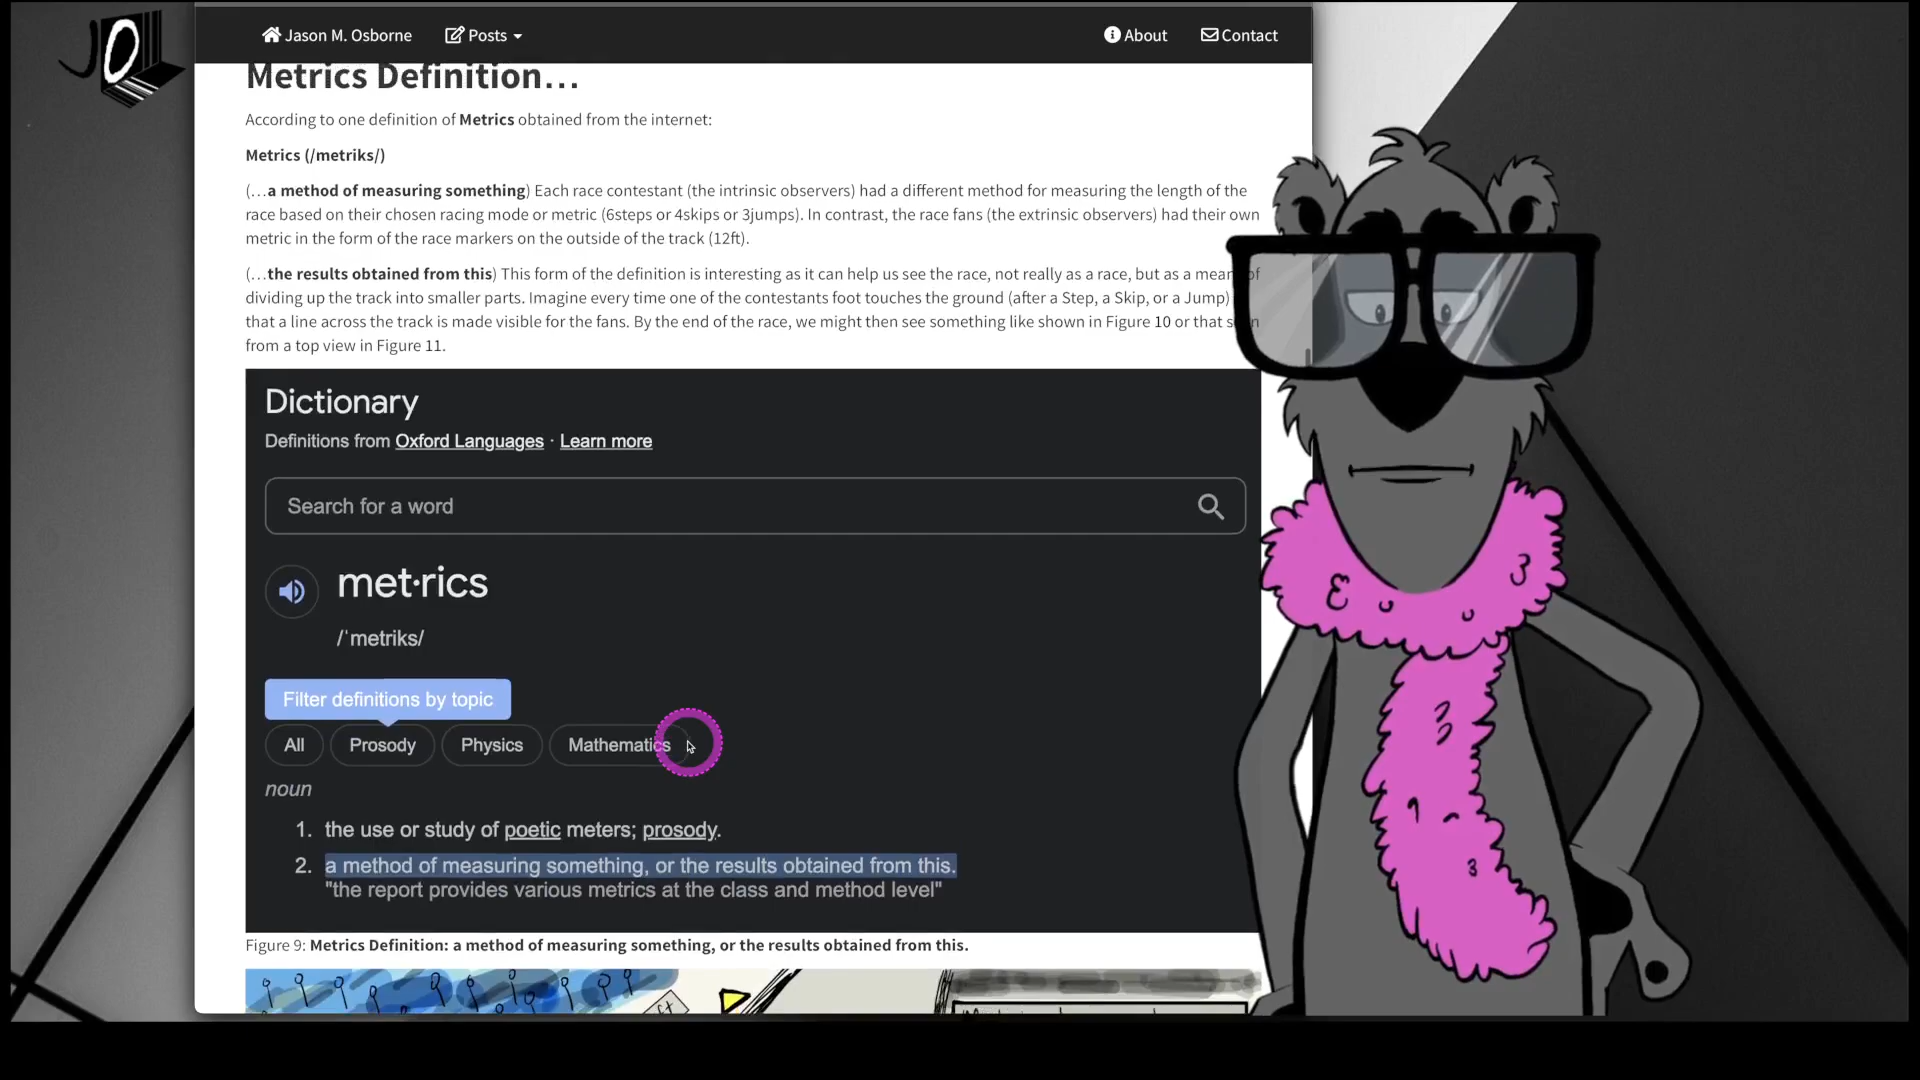 JO
Jason M. Osborne
Posts
About
Contact
Metrics Definition…
According to one definition of Metrics obtained from the internet:
Metrics (/metriks/)
(…a method of measuring something) Each race contestant (the intrinsic observers) had a different method for measuring the length of the
race based on their chosen racing mode or metric (6steps or 4skips or 3jumps). In contrast, the race fans (the extrinsic observers) had their own
metric in the form of the race markers on the outside of the track (12ft).
(…the results obtained from this) This form of the definition is interesting as it can help us see the race, not really as a race, but as a means of
dividing up the track into smaller parts. Imagine every time one of the contestants foot touches the ground (after a Step, a Skip, or a Jump)
that a line across the track is made visible for the fans. By the end of the race, we might then see something like shown in Figure 10 or that
from a top view in Figure 11.
Dictionary
Definitions from Oxford Languages · Learn more
Search for a word
met·rics
/ˈmetriks/
Filter definitions by topic
All
Prosody
Physics
Mathematics
noun
1. the use or study of poetic meters; prosody.
2. a method of measuring something, or the results obtained from this.
"the report provides various metrics at the class and method level"
Figure 9: Metrics Definition: a method of measuring something, or the results obtained from this.
ft